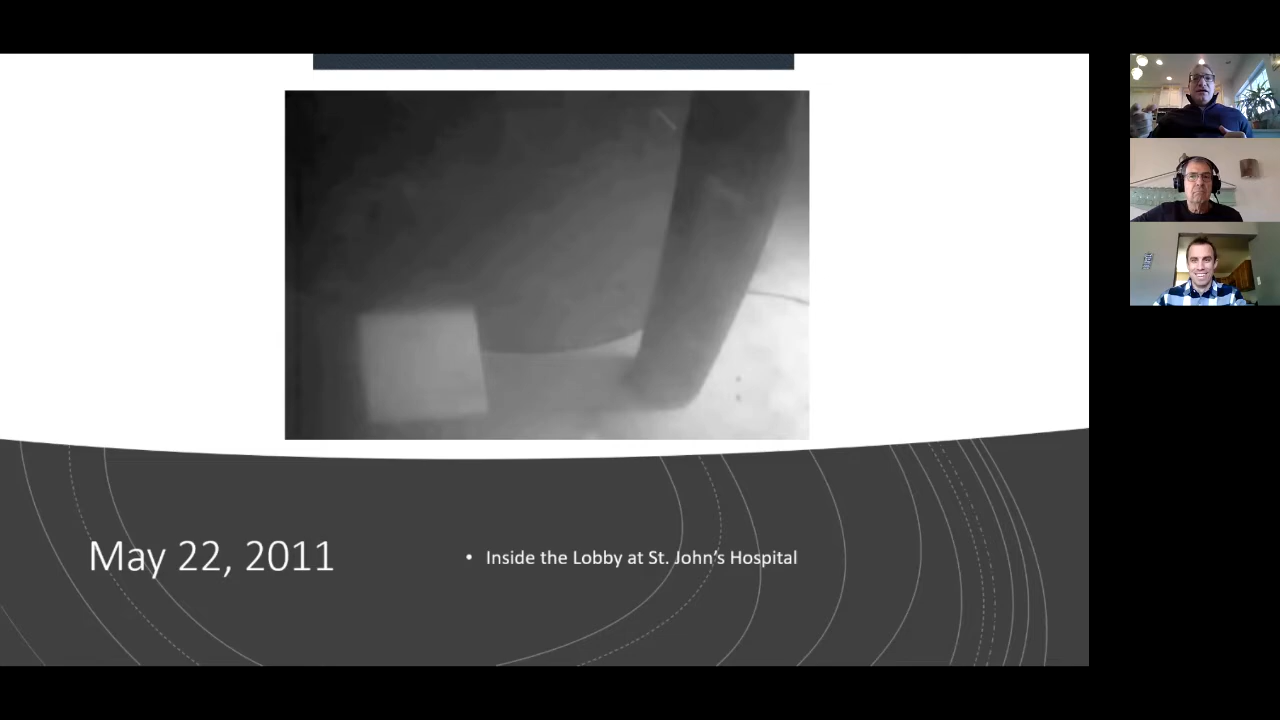 May 22, 2011
• Inside the Lobby at St. John's Hospital